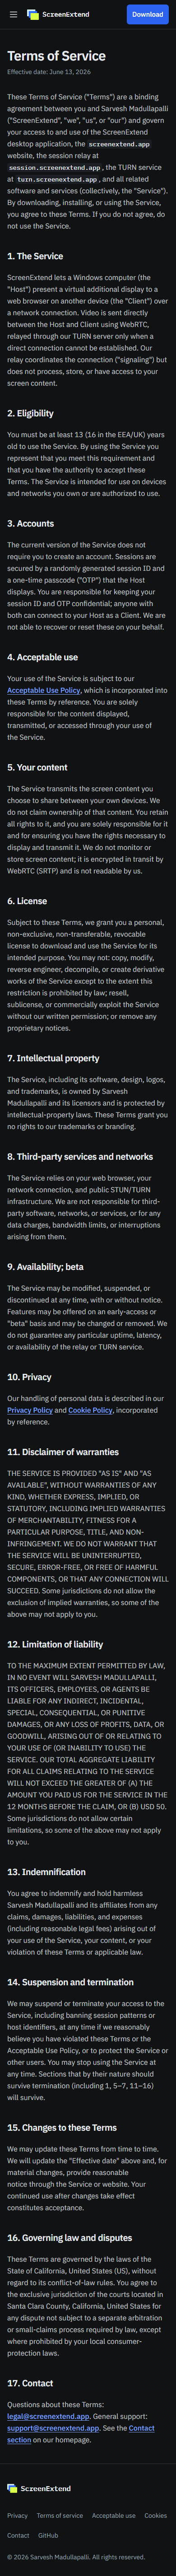 ScreenExtend
Download
Terms of Service
Effective date: June 13, 2026
These Terms of Service ("Terms") are a binding
agreement between you and Sarvesh Madullapalli
("ScreenExtend", "we", "us", or "our") and govern
your access to and use of the ScreenExtend
desktop application, the screenextend.app
website, the session relay at
session.screenextend.app, the TURN service
at turn.screenextend.app, and all related
software and services (collectively, the "Service").
By downloading, installing, or using the Service,
you agree to these Terms. If you do not agree, do
not use the Service.
1. The Service
ScreenExtend lets a Windows computer (the
"Host") present a virtual additional display to a
web browser on another device (the "Client") over
a network connection. Video is sent directly
between the Host and Client using WebRTC,
relayed through our TURN server only when a
direct connection cannot be established. Our
relay coordinates the connection ("signaling") but
does not process, store, or have access to your
screen content.
2. Eligibility
You must be at least 13 (16 in the EEA/UK) years
old to use the Service. By using the Service you
represent that you meet this requirement and
that you have the authority to accept these
Terms. The Service is intended for use on devices
and networks you own or are authorized to use.
3. Accounts
The current version of the Service does not
require you to create an account. Sessions are
secured by a randomly generated session ID and
a one-time passcode ("OTP") that the Host
displays. You are responsible for keeping your
session ID and OTP confidential; anyone with
both can connect to your Host as a Client. We are
not able to recover or reset these on your behalf.
4. Acceptable use
Your use of the Service is subject to our
Acceptable Use Policy, which is incorporated into
these Terms by reference. You are solely
responsible for the content displayed,
transmitted, or accessed through your use of
the Service.
5. Your content
The Service transmits the screen content you
choose to share between your own devices. We
do not claim ownership of that content. You retain
all rights to it, and you are solely responsible for it
and for ensuring you have the rights necessary to
display and transmit it. We do not monitor or
store screen content; it is encrypted in transit by
WebRTC (SRTP) and is not readable by us.
6. License
Subject to these Terms, we grant you a personal,
non-exclusive, non-transferable, revocable
license to download and use the Service for its
intended purpose. You may not: copy, modify,
reverse engineer, decompile, or create derivative
works of the Service except to the extent this
restriction is prohibited by law; resell,
sublicense, or commercially exploit the Service
without our written permission; or remove any
proprietary notices.
7. Intellectual property
The Service, including its software, design, logos,
and trademarks, is owned by Sarvesh
Madullapalli and its licensors and is protected by
intellectual-property laws. These Terms grant you
no rights to our trademarks or branding.
8. Third-party services and networks
The Service relies on your web browser, your
network connection, and public STUN/TURN
infrastructure. We are not responsible for third-
party software, networks, or services, or for any
data charges, bandwidth limits, or interruptions
arising from them.
9. Availability; beta
The Service may be modified, suspended, or
discontinued at any time, with or without notice.
Features may be offered on an early-access or
"beta" basis and may be changed or removed. We
do not guarantee any particular uptime, latency,
or availability of the relay or TURN service.
10. Privacy
Our handling of personal data is described in our
Privacy Policy and Cookie Policy, incorporated
by reference.
11. Disclaimer of warranties
THE SERVICE IS PROVIDED "AS IS" AND "AS
AVAILABLE", WITHOUT WARRANTIES OF ANY
KIND, WHETHER EXPRESS, IMPLIED, OR
STATUTORY, INCLUDING IMPLIED WARRANTIES
OF MERCHANTABILITY, FITNESS FOR A
PARTICULAR PURPOSE, TITLE, AND NON-
INFRINGEMENT. WE DO NOT WARRANT THAT
THE SERVICE WILL BE UNINTERRUPTED,
SECURE, ERROR-FREE, OR FREE OF HARMFUL
COMPONENTS, OR THAT ANY CONNECTION WILL
SUCCEED. Some jurisdictions do not allow the
exclusion of implied warranties, so some of the
above may not apply to you.
12. Limitation of liability
TO THE MAXIMUM EXTENT PERMITTED BY LAW,
IN NO EVENT WILL SARVESH MADULLAPALLI,
ITS OFFICERS, EMPLOYEES, OR AGENTS BE
LIABLE FOR ANY INDIRECT, INCIDENTAL,
SPECIAL, CONSEQUENTIAL, OR PUNITIVE
DAMAGES, OR ANY LOSS OF PROFITS, DATA, OR
GOODWILL, ARISING OUT OF OR RELATING TO
YOUR USE OF (OR INABILITY TO USE) THE
SERVICE. OUR TOTAL AGGREGATE LIABILITY
FOR ALL CLAIMS RELATING TO THE SERVICE
WILL NOT EXCEED THE GREATER OF (A) THE
AMOUNT YOU PAID US FOR THE SERVICE IN THE
12 MONTHS BEFORE THE CLAIM, OR (B) USD 50.
Some jurisdictions do not allow certain
limitations, so some of the above may not apply
to you.
13. Indemnification
You agree to indemnify and hold harmless
Sarvesh Madullapalli and its affiliates from any
claims, damages, liabilities, and expenses
(including reasonable legal fees) arising out of
your use of the Service, your content, or your
violation of these Terms or applicable law.
14. Suspension and termination
We may suspend or terminate your access to the
Service, including banning session patterns or
host identifiers, at any time if we reasonably
believe you have violated these Terms or the
Acceptable Use Policy, or to protect the Service or
other users. You may stop using the Service at
any time. Sections that by their nature should
survive termination (including 1, 5–7, 11–16)
will survive.
15. Changes to these Terms
We may update these Terms from time to time.
We will update the "Effective date" above and, for
material changes, provide reasonable
notice through the Service or website. Your
continued use after changes take effect
constitutes acceptance.
16. Governing law and disputes
These Terms are governed by the laws of the
State of California, United States (US), without
regard to its conflict-of-law rules. You agree to
the exclusive jurisdiction of the courts located in
Santa Clara County, California, United States for
any dispute not subject to a separate arbitration
or small-claims process required by law, except
where prohibited by your local consumer-
protection laws.
17. Contact
Questions about these Terms:
legal@screenextend.app. General support:
support@screenextend.app. See the Contact
section on our homepage.
ScreenExtend
Privacy Terms of service Acceptable use Cookies
Contact GitHub
© 2026 Sarvesh Madullapalli. All rights reserved.